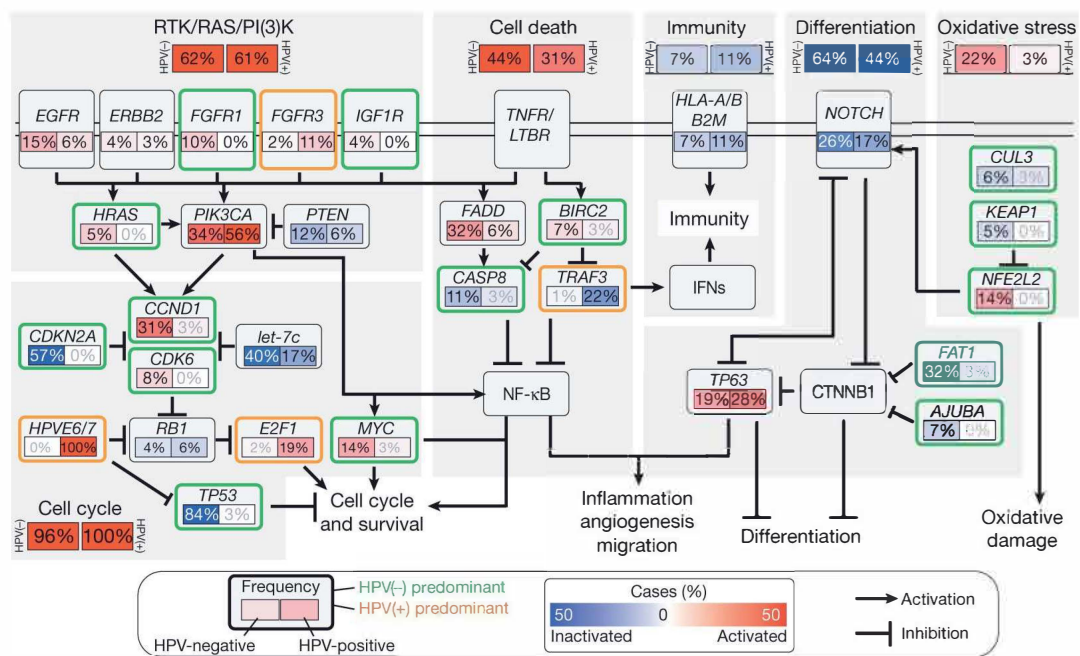 RTK/RAS/PI(3)K
HPV(−) 62% 61% HPV(+)
Cell death
HPV(−) 44% 31% HPV(+)
Immunity
HPV(−) 7% 11% HPV(+)
Differentiation
HPV(−) 64% 44% HPV(+)
Oxidative stress
HPV(−) 22% 3% HPV(+)
EGFR
15% 6%
ERBB2
4% 3%
FGFR1
10% 0%
FGFR3
2% 11%
IGF1R
4% 0%
TNFR/
LTBR
HLA-A/B
B2M
7% 11%
NOTCH
26% 17%
CUL3
6% 3%
KEAP1
5% 0%
NFE2L2
14% 0%
HRAS
5% 0%
PIK3CA
34% 56%
PTEN
12% 6%
FADD
32% 6%
BIRC2
7% 3%
Immunity
CASP8
11% 3%
TRAF3
1% 22%
IFNs
CCND1
31% 3%
CDKN2A
57% 0%
let-7c
40% 17%
CDK6
8% 0%
NF-κB
TP63
19% 28%
CTNNB1
FAT1
32% 3%
AJUBA
7% 0%
HPVE6/7
0% 100%
RB1
4% 6%
E2F1
2% 19%
MYC
14% 3%
TP53
84% 3%
Cell cycle
HPV(−) 96% 100% HPV(+)
Cell cycle
and survival
Inflammation
angiogenesis
migration
Differentiation
Oxidative
damage
Frequency
HPV(−) predominant
HPV(+) predominant
HPV-negative
HPV-positive
Cases (%)
50 0 50
Inactivated Activated
Activation
Inhibition